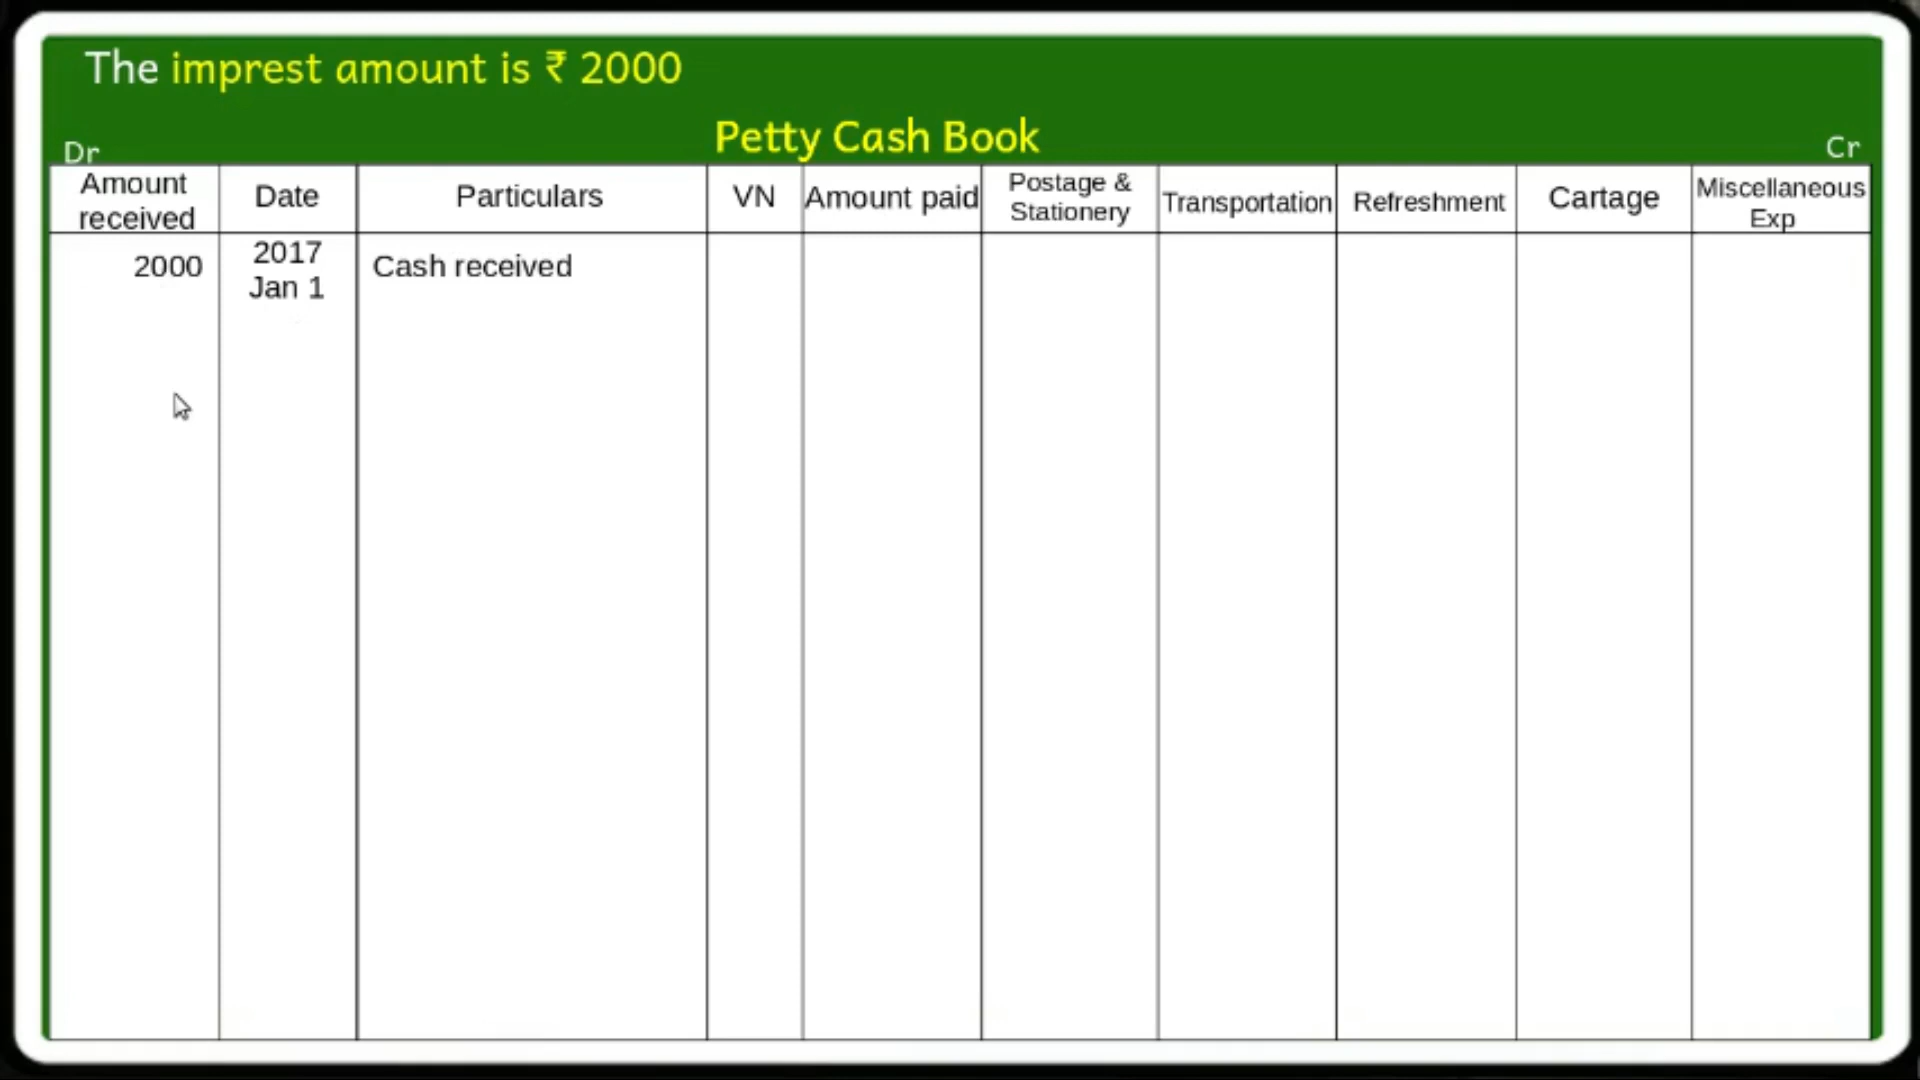 The imprest amount is ₹ 2000
Petty Cash Book
Dr
Cr
Amount received
Date
Particulars
VN
Amount paid
Postage & Stationery
Transportation
Refreshment
Cartage
Miscellaneous Exp
2000
2017
Jan 1
Cash received